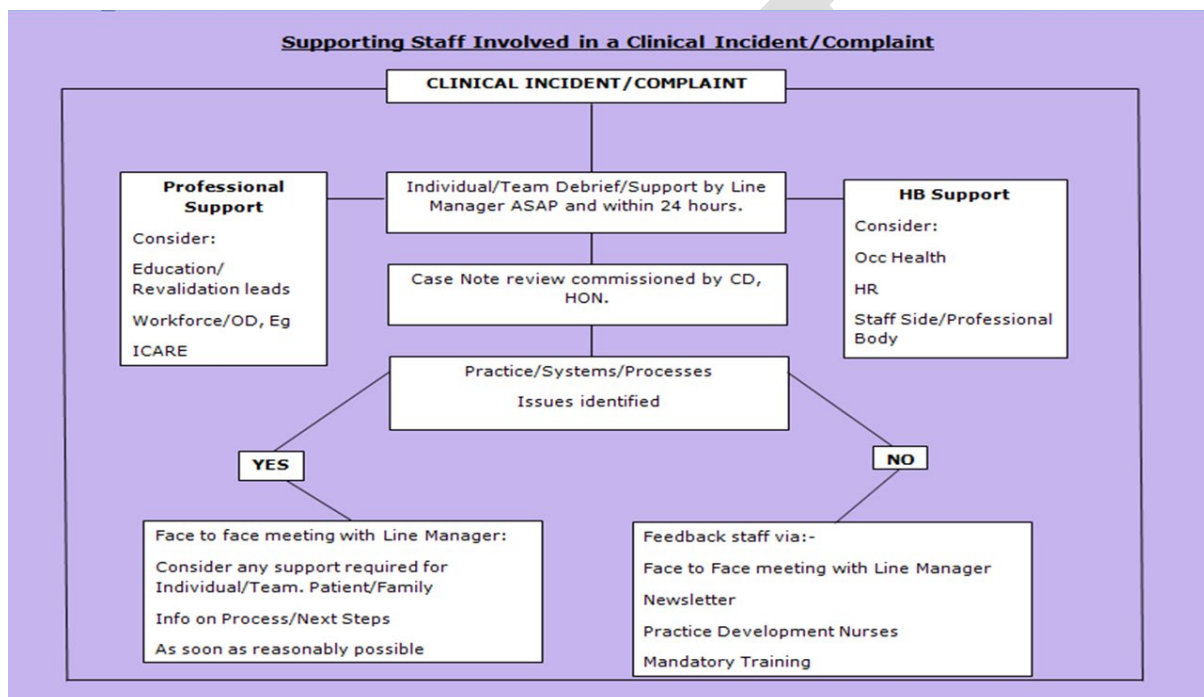 Supporting Staff Involved in a Clinical Incident/Complaint
CLINICAL INCIDENT/COMPLAINT
Professional
Support
Consider:
Education/
Revalidation leads
Workforce/OD, Eg
ICARE
Individual/Team Debrief/Support by Line
Manager ASAP and within 24 hours.
HB Support
Consider:
Occ Health
HR
Staff Side/Professional
Body
Case Note review commissioned by CD,
HON.
Practice/Systems/Processes
Issues identified
YES
NO
Face to face meeting with Line Manager:
Consider any support required for
Individual/Team. Patient/Family
Info on Process/Next Steps
As soon as reasonably possible
Feedback staff via:-
Face to Face meeting with Line Manager
Newsletter
Practice Development Nurses
Mandatory Training